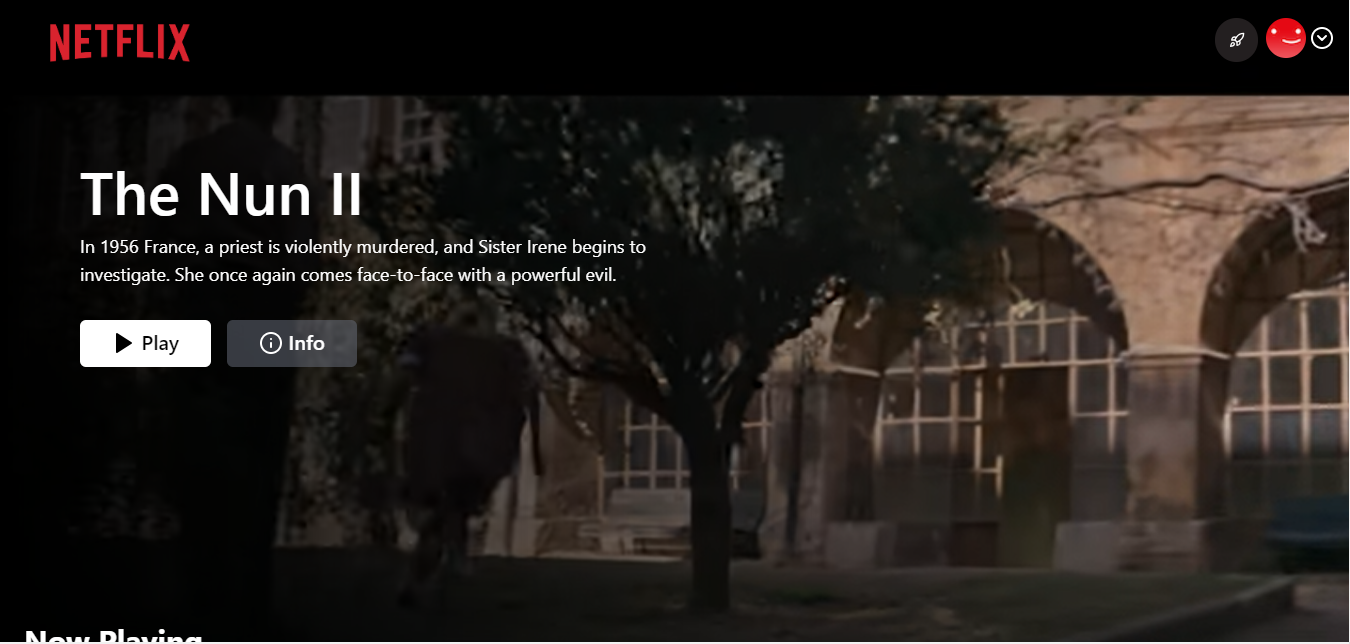 NETFLIX
The Nun II
In 1956 France, a priest is violently murdered, and Sister Irene begins to
investigate. She once again comes face-to-face with a powerful evil.
Play
Info
Now Playing